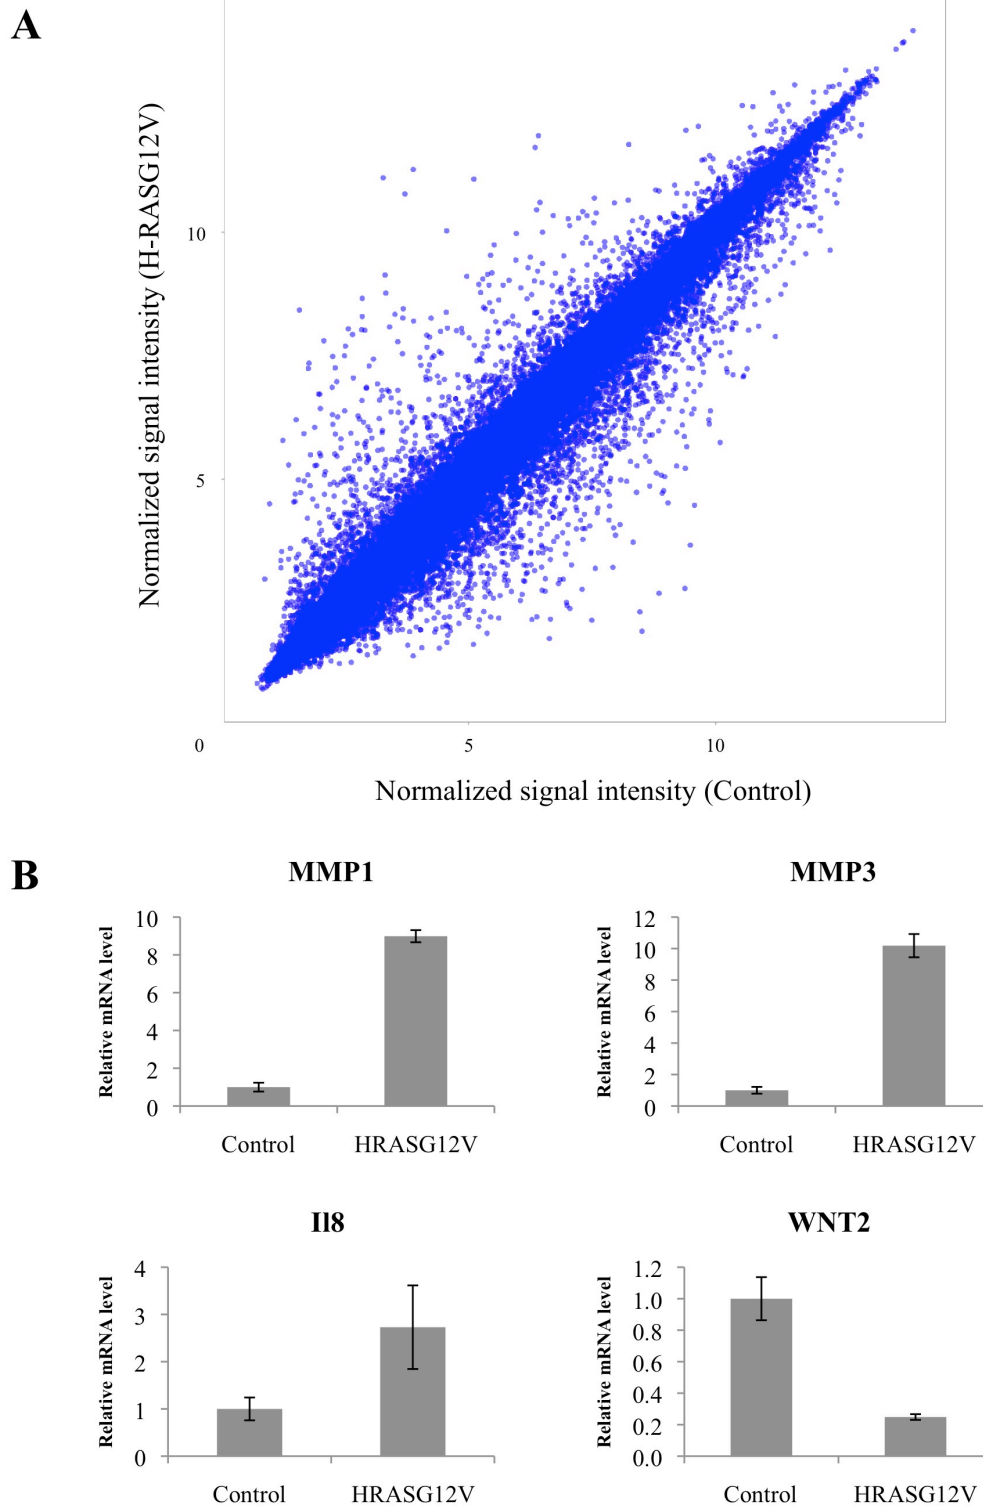 A
Normalized signal intensity (H-RASG12V)
10
5
0
5
10
Normalized signal intensity (Control)
B
MMP1
Relative mRNA level
10
8
6
4
2
0
Control HRASG12V
MMP3
Relative mRNA level
12
10
8
6
4
2
0
Control HRASG12V
Il8
Relative mRNA level
4
3
2
1
0
Control HRASG12V
WNT2
Relative mRNA level
1.2
1.0
0.8
0.6
0.4
0.2
0.0
Control HRASG12V